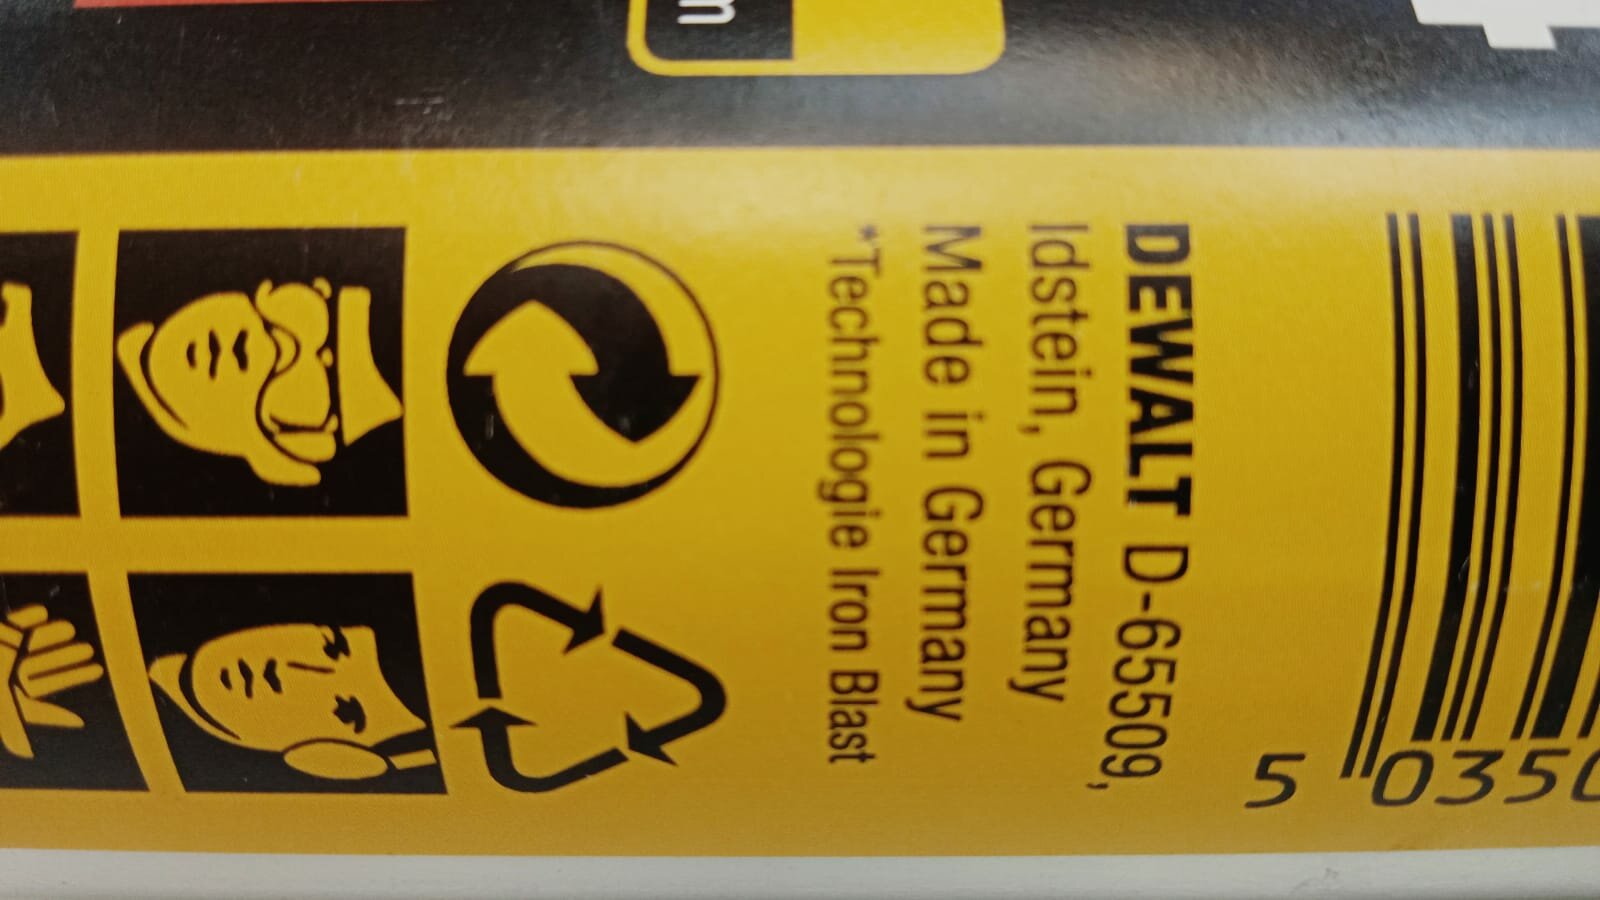 m
DEWALT D-65509,
Idstein, Germany
Made in Germany
*Technologie Iron Blast
5 035